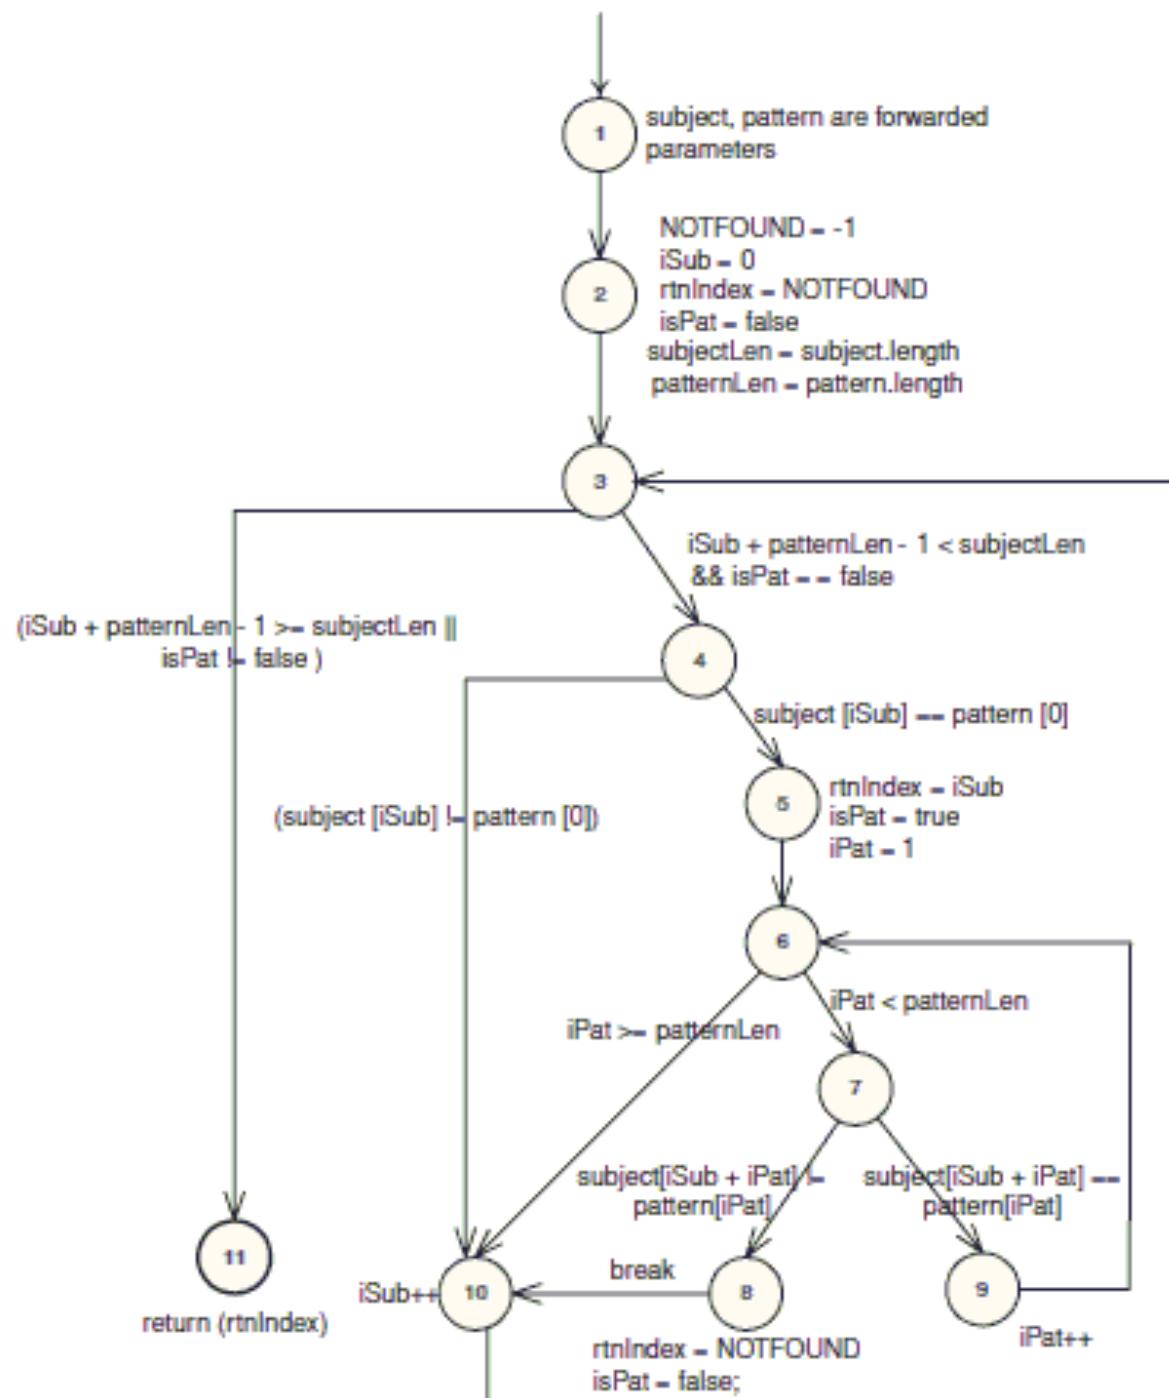 1
subject, pattern are forwarded
parameters
NOTFOUND = -1
iSub = 0
2
rtnIndex = NOTFOUND
isPat = false
subjectLen = subject.length
patternLen = pattern.length
3
iSub + patternLen - 1 < subjectLen
&& isPat == false
(iSub + patternLen - 1 >= subjectLen ||
isPat != false )
4
subject [iSub] == pattern [0]
5
rtnIndex = iSub
isPat = true
iPat = 1
(subject [iSub] != pattern [0])
6
iPat < patternLen
iPat >= patternLen
7
subject[iSub + iPat] !=
pattern[iPat]
subject[iSub + iPat] ==
pattern[iPat]
11
return (rtnIndex)
iSub++
10
break
8
rtnIndex = NOTFOUND
isPat = false;
9
iPat++